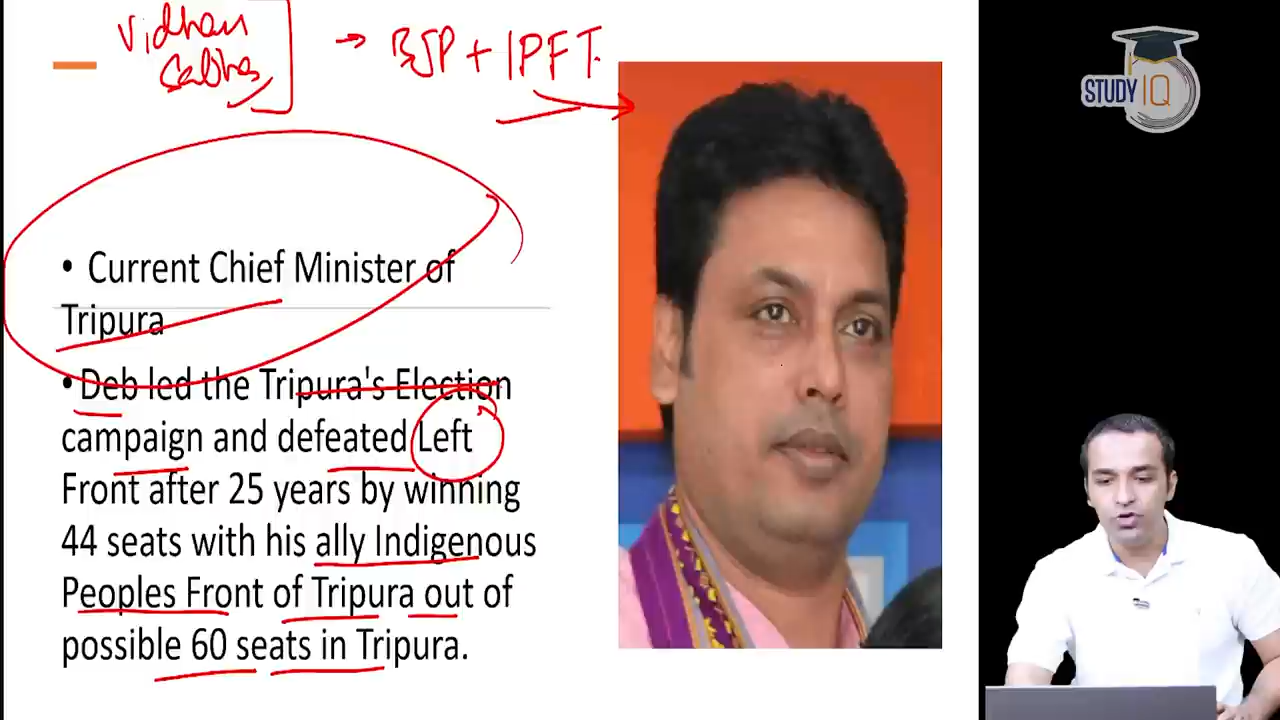 Vidhan
Sabha
→ BJP + IPFT.
STUDY IQ
• Current Chief Minister of
Tripura
• Deb led the Tripura's Election
campaign and defeated Left
Front after 25 years by winning
44 seats with his ally Indigenous
Peoples Front of Tripura out of
possible 60 seats in Tripura.